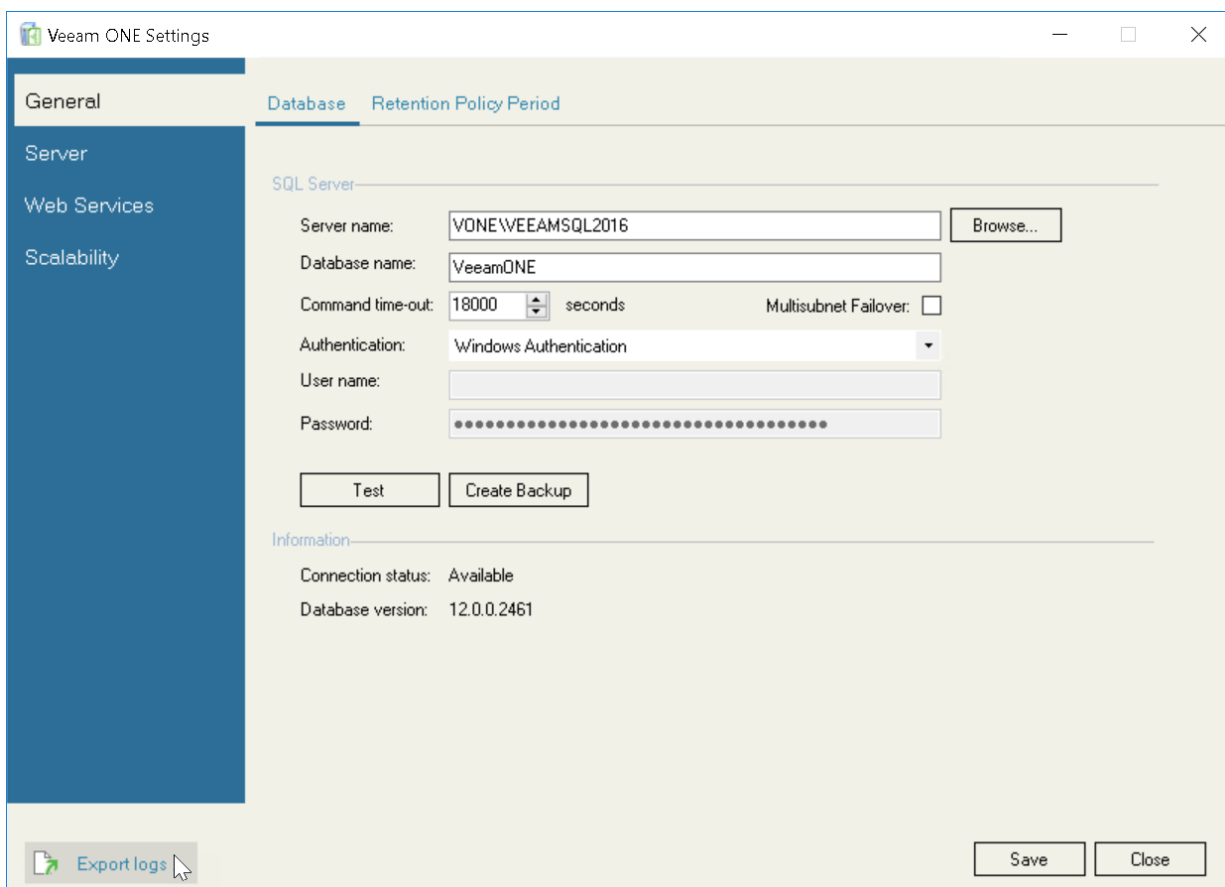 Veeam ONE Settings
General
Server
Web Services
Scalability
Database Retention Policy Period
SQL Server
Server name: VONE\VEEAMSQL2016 Browse...
Database name: VeeamONE
Command time-out: 18000 seconds Multisubnet Failover:
Authentication: Windows Authentication
User name:
Password: ●●●●●●●●●●●●●●●●●●●●●●●●●●●●●●●●●●●●
Test Create Backup
Information
Connection status: Available
Database version: 12.0.0.2461
Export logs Save Close